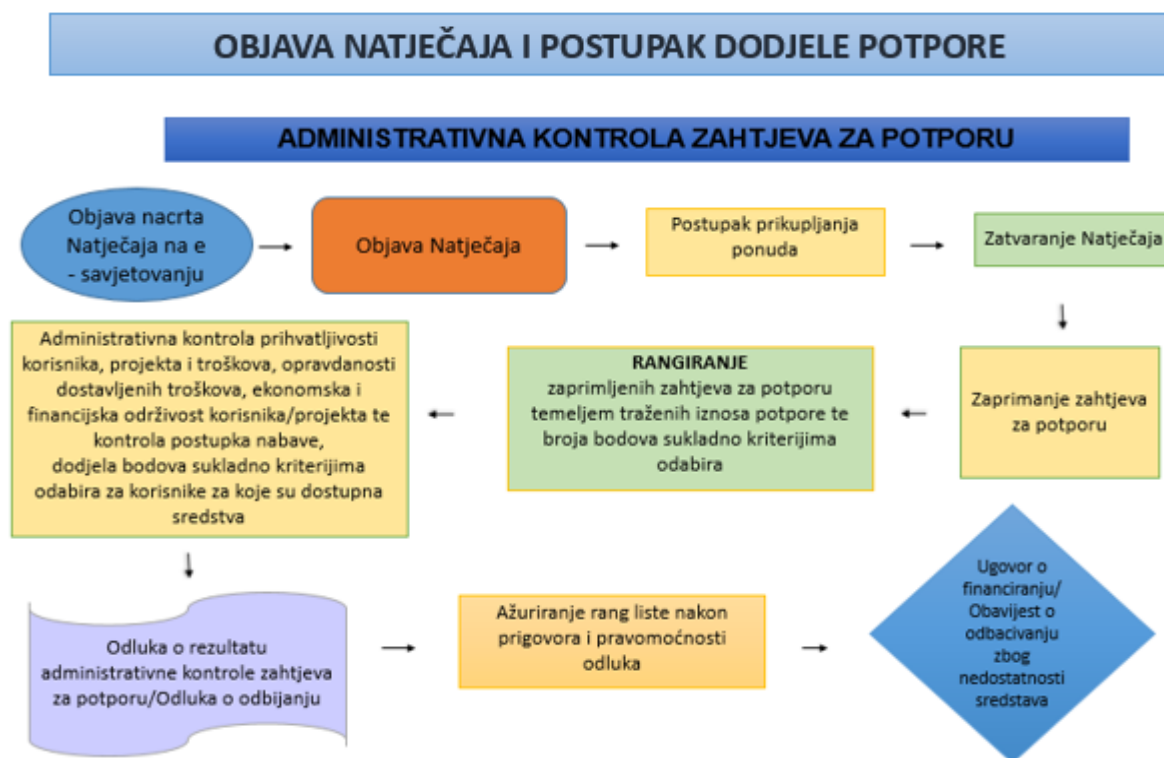 OBJAVA NATJEČAJA I POSTUPAK DODJELE POTPORE
ADMINISTRATIVNA KONTROLA ZAHTJEVA ZA POTPORU
Objava nacrta
Natječaja na e
- savjetovanju
Objava Natječaja
Postupak prikupljanja
ponuda
Zatvaranje Natječaja
Zaprimanje zahtjeva
za potporu
RANGIRANJE
zaprimljenih zahtjeva za potporu
temeljem traženih iznosa potpore te
broja bodova sukladno kriterijima
odabira
Administrativna kontrola prihvatljivosti
korisnika, projekta i troškova, opravdanosti
dostavljenih troškova, ekonomska i
financijska održivost korisnika/projekta te
kontrola postupka nabave,
dodjela bodova sukladno kriterijima
odabira za korisnike za koje su dostupna
sredstva
Odluka o rezultatu
administrativne kontrole zahtjeva
za potporu/Odluka o odbijanju
Ažuriranje rang liste nakon
prigovora i pravomoćnosti
odluka
Ugovor o
financiranju/
Obavijest o
odbacivanju
zbog
nedostatnosti
sredstava